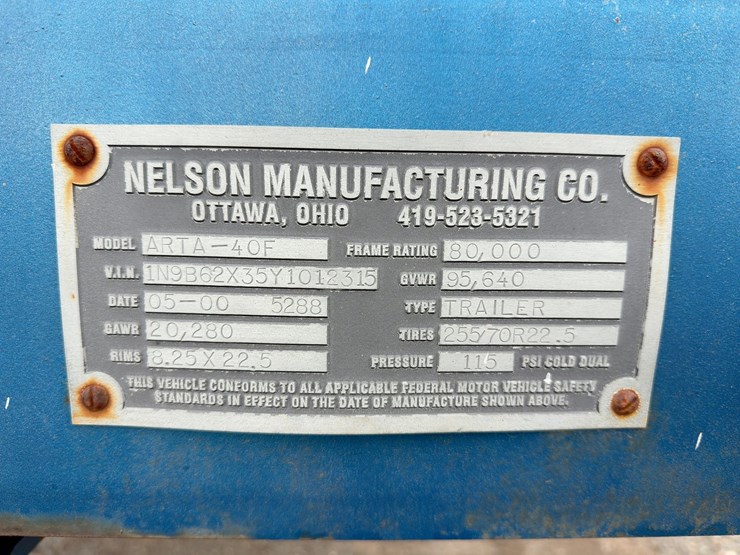 NELSON MANUFACTURING CO.
OTTAWA, OHIO 419-523-5321
MODEL ARTA-40F FRAME RATING 80,000
V.I.N. 1N9B62X35Y1012315 GVWR 95,640
DATE 05-00 5288 TYPE TRAILER
GAWR 20,280 TIRES 255/70R22.5
RIMS 8.25X22.5 PRESSURE 115 PSI COLD DUAL
THIS VEHICLE CONFORMS TO ALL APPLICABLE FEDERAL MOTOR VEHICLE SAFETY
STANDARDS IN EFFECT ON THE DATE OF MANUFACTURE SHOWN ABOVE.